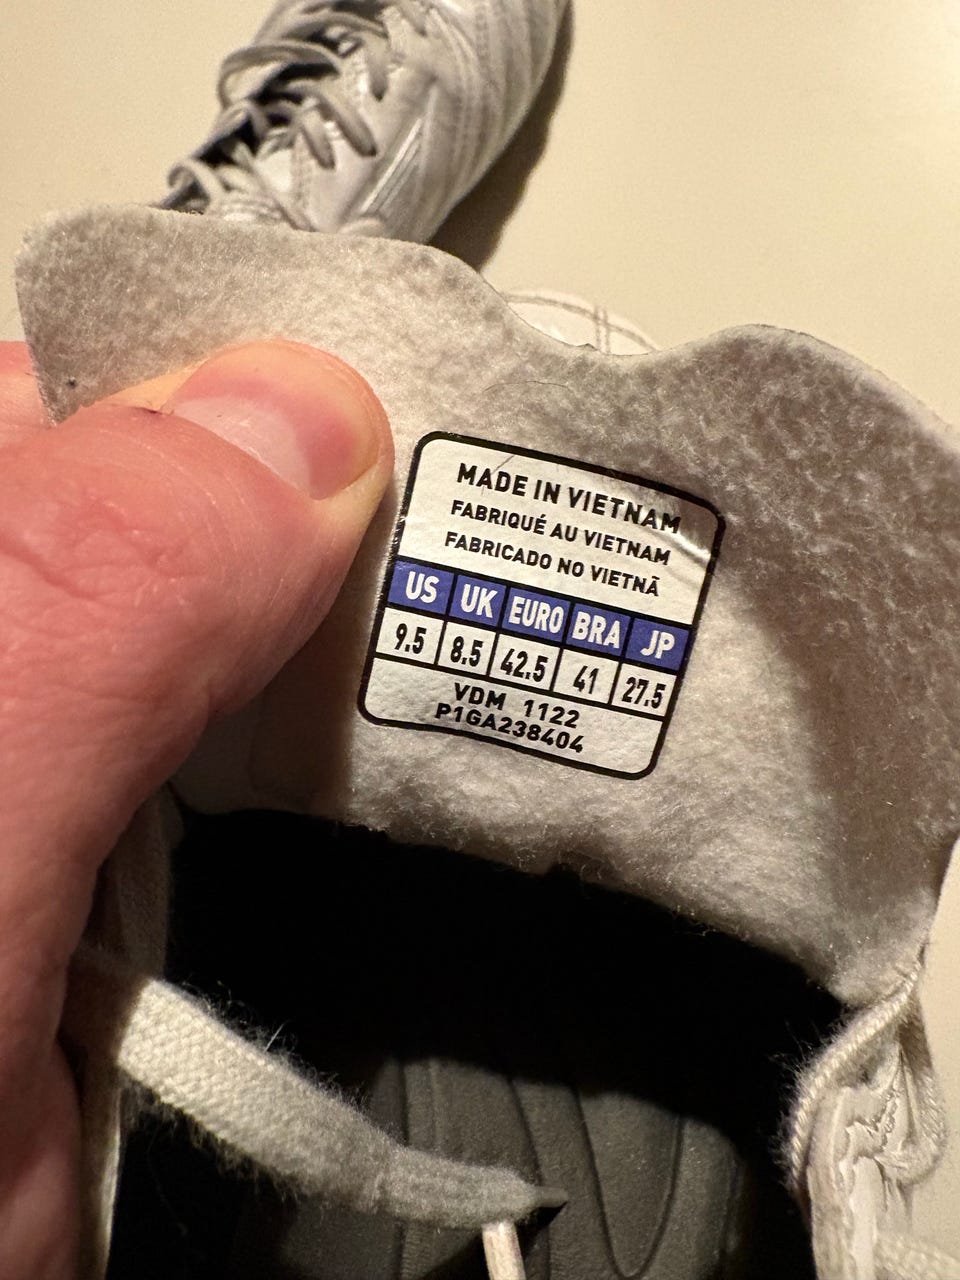 MADE IN VIETNAM
FABRIQUÉ AU VIETNAM
FABRICADO NO VIETNÃ
US UK EURO BRA JP
9.5 8.5 42.5 41 27.5
VDM 1122
P1GA238404